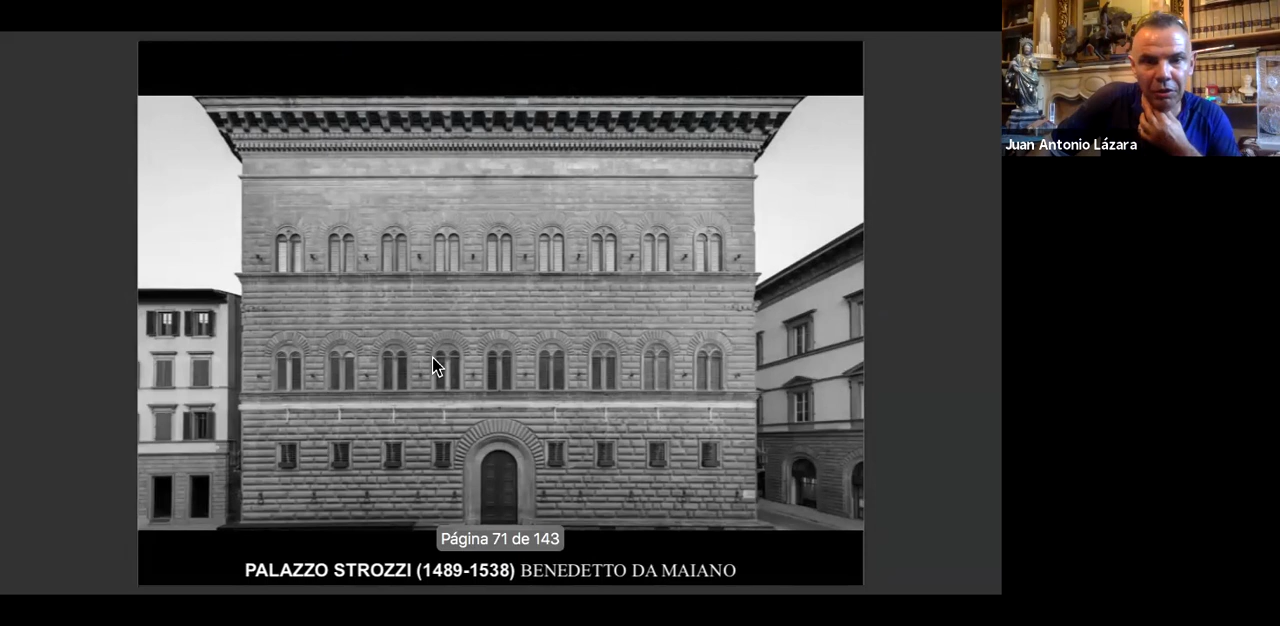 Juan Antonio Lázara
Página 71 de 143
PALAZZO STROZZI (1489-1538) BENEDETTO DA MAIANO